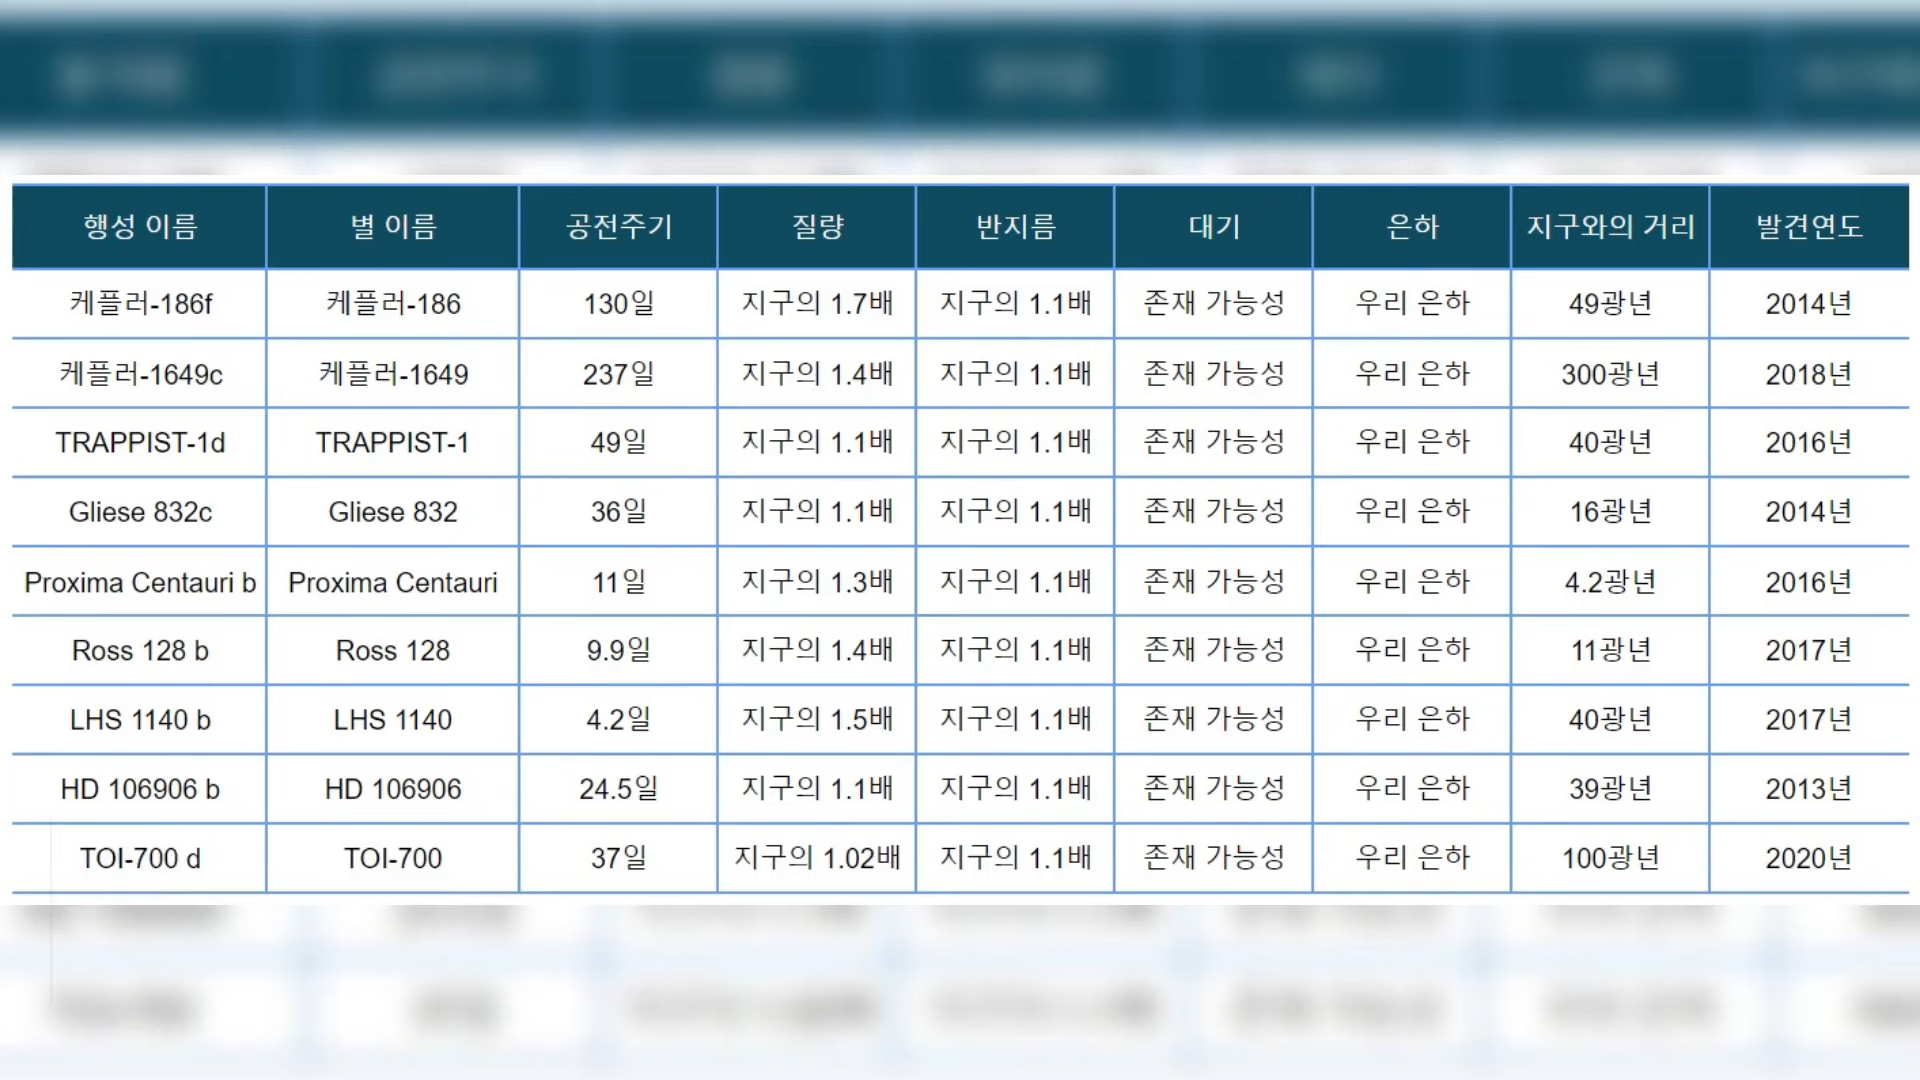 행성 이름 별 이름 공전주기 질량 반지름 대기 은하 지구와의 거리 발견연도
케플러-186f 케플러-186 130일 지구의 1.7배 지구의 1.1배 존재 가능성 우리 은하 49광년 2014년
케플러-1649c 케플러-1649 237일 지구의 1.4배 지구의 1.1배 존재 가능성 우리 은하 300광년 2018년
TRAPPIST-1d TRAPPIST-1 49일 지구의 1.1배 지구의 1.1배 존재 가능성 우리 은하 40광년 2016년
Gliese 832c Gliese 832 36일 지구의 1.1배 지구의 1.1배 존재 가능성 우리 은하 16광년 2014년
Proxima Centauri b Proxima Centauri 11일 지구의 1.3배 지구의 1.1배 존재 가능성 우리 은하 4.2광년 2016년
Ross 128 b Ross 128 9.9일 지구의 1.4배 지구의 1.1배 존재 가능성 우리 은하 11광년 2017년
LHS 1140 b LHS 1140 4.2일 지구의 1.5배 지구의 1.1배 존재 가능성 우리 은하 40광년 2017년
HD 106906 b HD 106906 24.5일 지구의 1.1배 지구의 1.1배 존재 가능성 우리 은하 39광년 2013년
TOI-700 d TOI-700 37일 지구의 1.02배 지구의 1.1배 존재 가능성 우리 은하 100광년 2020년